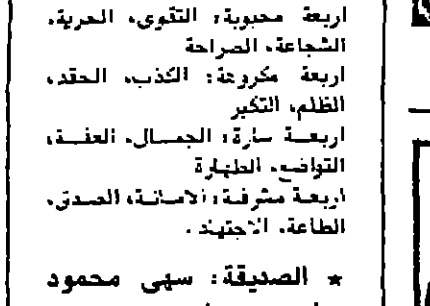 اربعة محبوبة: التقوى، الحرية،
الشجاعة، الصراحة
اربعة مكروهة: الكذب، الحقد،
الظلم، التكبر
اربعة سارة: الجمال، العفة،
التواضع، الطهارة
اربعة مشرفة: الامانة، الصدق،
الطاعة، الاجتهاد.
★ الصديقة: سهى محمود